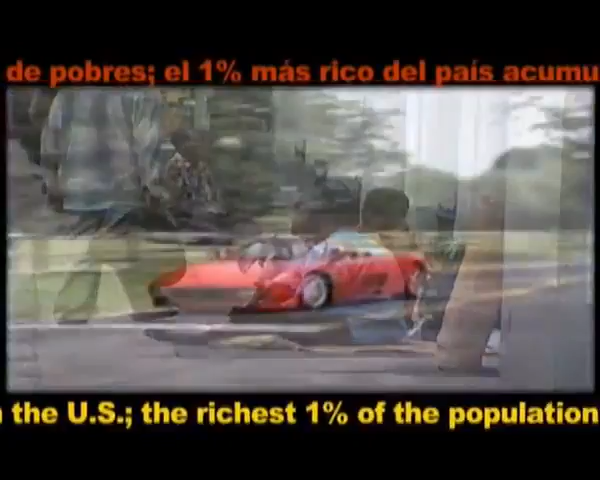 de pobres; el 1% más rico del país acumu
the U.S.; the richest 1% of the population